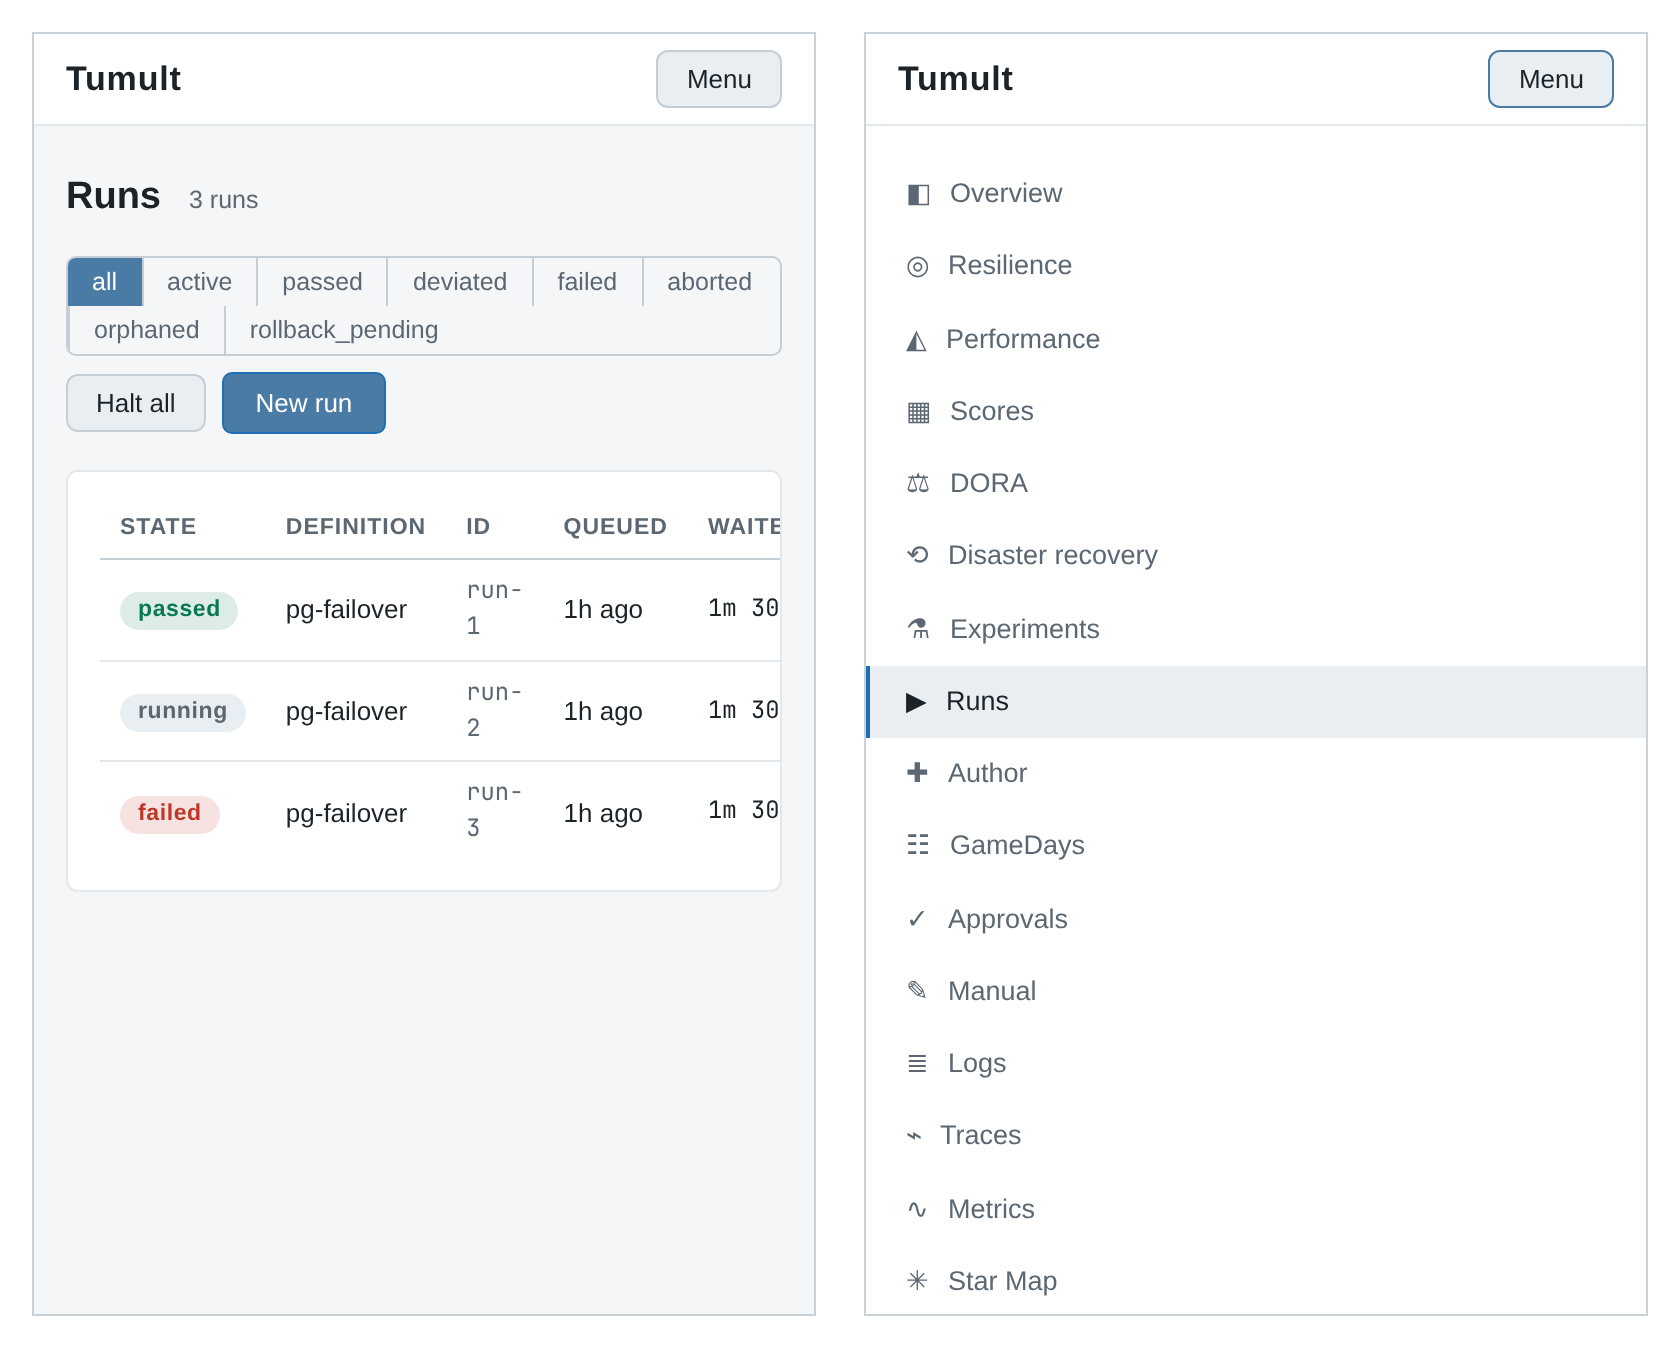 Tumult
Menu
Runs 3 runs
all active passed deviated failed aborted
orphaned rollback_pending
Halt all New run
STATE DEFINITION ID QUEUED WAITE
passed pg-failover run-1 1h ago 1m 30
running pg-failover run-2 1h ago 1m 30
failed pg-failover run-3 1h ago 1m 30
Tumult
Menu
Overview
Resilience
Performance
Scores
DORA
Disaster recovery
Experiments
Runs
Author
GameDays
Approvals
Manual
Logs
Traces
Metrics
Star Map